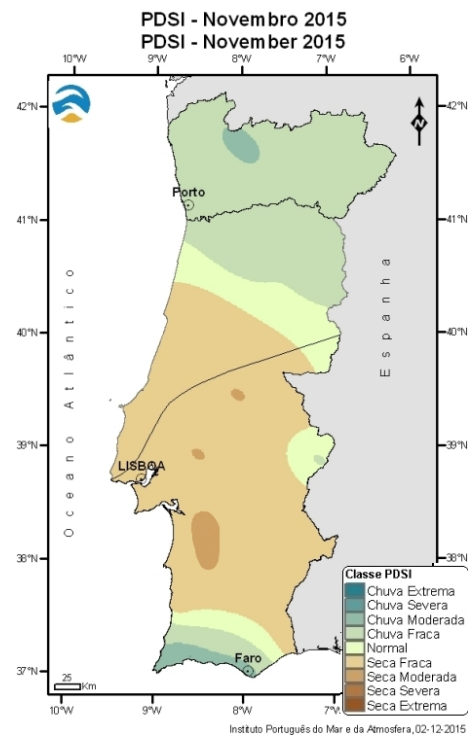 PDSI - Novembro 2015
PDSI - November 2015
10°W 9°W 8°W 7°W 6°W
42°N 42°N
Porto
41°N 41°N
Oceano Atlântico
Espanha
40°N 40°N
39°N 39°N
LISBOA
38°N 38°N
Classe PDSI
Chuva Extrema
Chuva Severa
Chuva Moderada
Chuva Fraca
Normal
Seca Fraca
Seca Moderada
Seca Severa
Seca Extrema
Faro
37°N
25
Km
10°W 9°W 8°W 7°W
Instituto Português do Mar e da Atmosfera, 02-12-2015
N